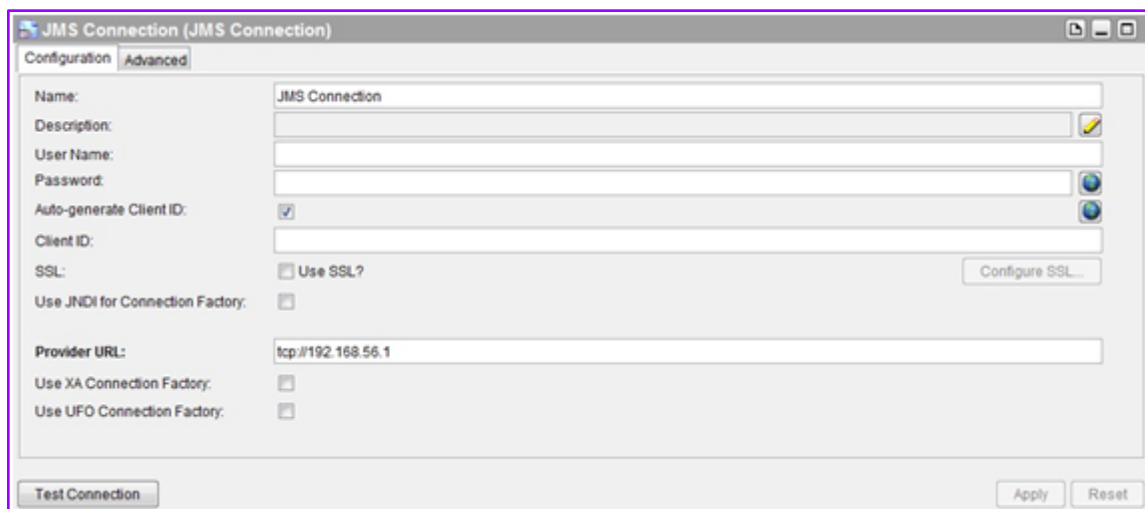 JMS Connection (JMS Connection)
Configuration Advanced
Name: JMS Connection
Description:
User Name:
Password:
Auto-generate Client ID:
Client ID:
SSL: Use SSL? Configure SSL...
Use JNDI for Connection Factory:
Provider URL: tcp://192.168.56.1
Use XA Connection Factory:
Use UFO Connection Factory:
Test Connection Apply Reset